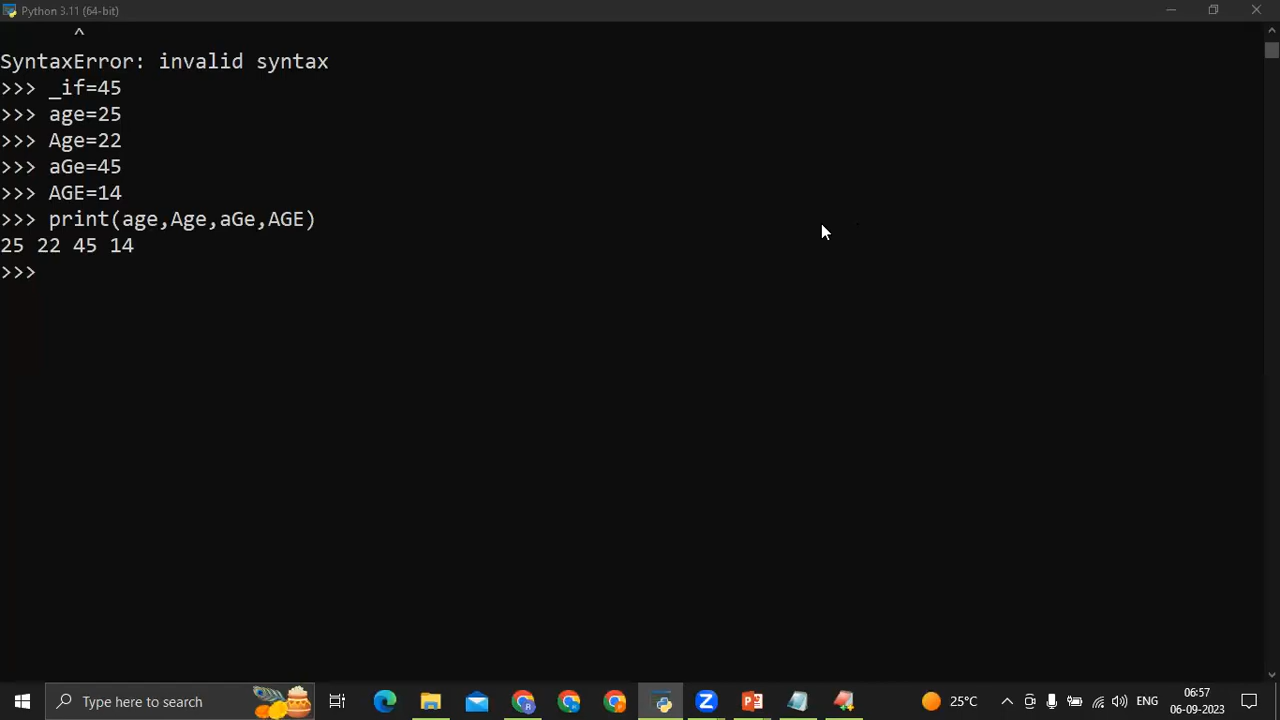 Python 3.11 (64-bit)
^
SyntaxError: invalid syntax
>>> _if=45
>>> age=25
>>> Age=22
>>> aGe=45
>>> AGE=14
>>> print(age,Age,aGe,AGE)
25 22 45 14
>>>
Type here to search
25°C
ENG
06:57
06-09-2023